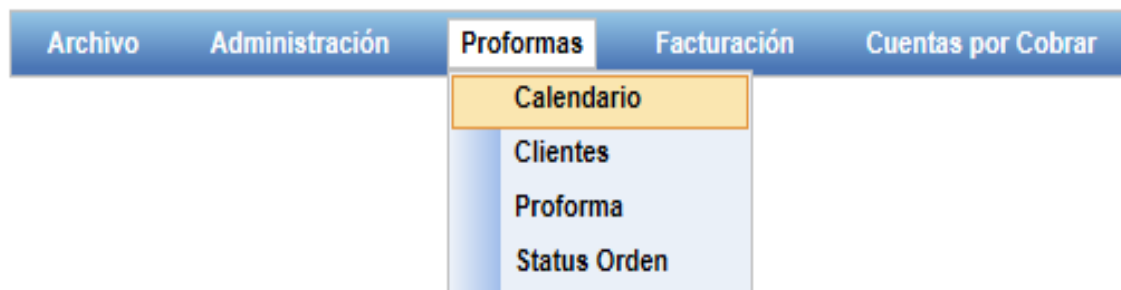 Archivo Administración Proformas Facturación Cuentas por Cobrar
Calendario
Clientes
Proforma
Status Orden